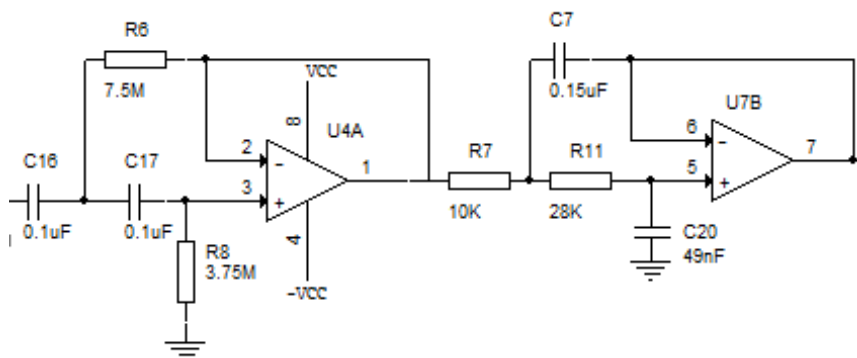 R6
7.5M
VCC
8
U4A
2
-
3
+
1
4
-VCC
C16
0.1uF
C17
0.1uF
R8
3.75M
C7
0.15uF
U7B
6
-
5
+
7
R7
10K
R11
28K
C20
49nF